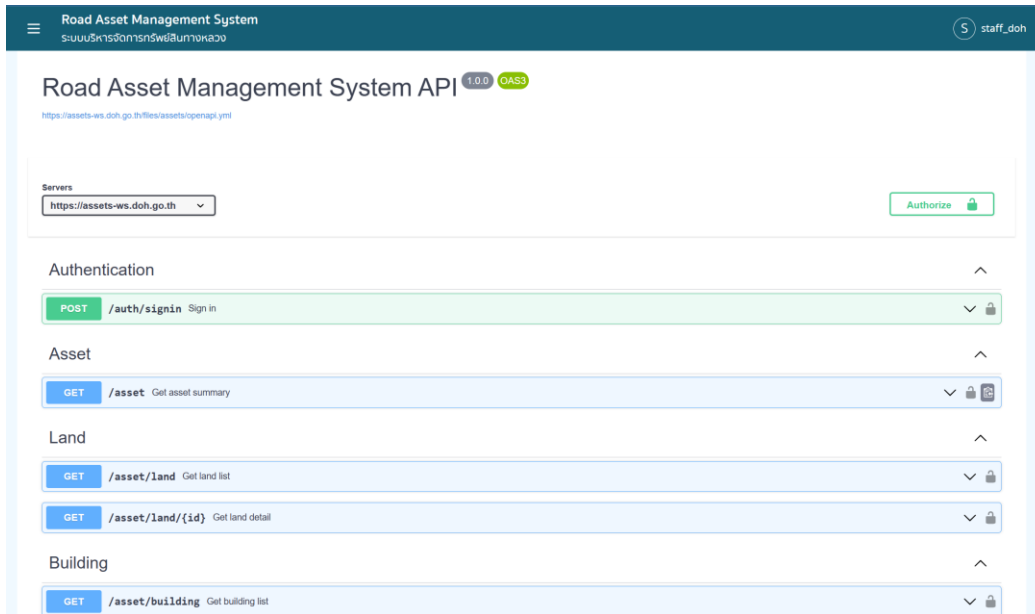 Road Asset Management System
ระบบบริหารจัดการทรัพย์สินทางหลวง
S staff_doh
Road Asset Management System API 1.0.0 OAS3
https://assets-ws.doh.go.th/files/assets/openapi.yml
Servers
https://assets-ws.doh.go.th
Authorize
Authentication
POST /auth/signin Sign in
Asset
GET /asset Get asset summary
Land
GET /asset/land Get land list
GET /asset/land/{id} Get land detail
Building
GET /asset/building Get building list